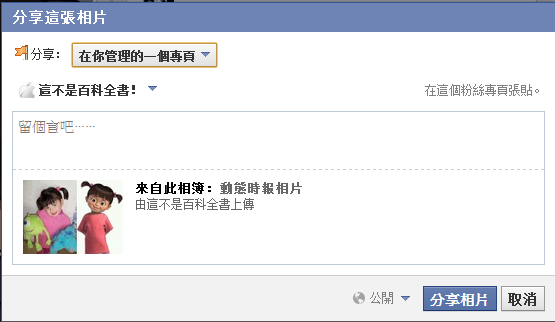 分享這張相片
分享： 在你管理的一個專頁
這不是百科全書！ 在這個粉絲專頁張貼。
留個言吧……
來自此相簿：動態時報相片
由這不是百科全書上傳
公開 分享相片 取消